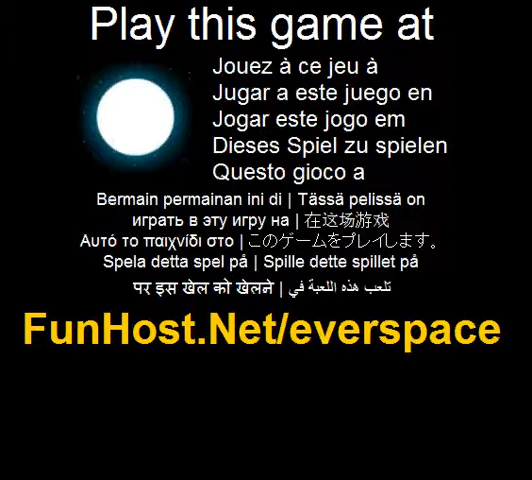 Play this game at
Jouez à ce jeu à
Jugar a este juego en
Jogar este jogo em
Dieses Spiel zu spielen
Questo gioco a
Bermain permainan ini di | Tässä pelissä on
играть в эту игру на | 在这场游戏
Αυτό το παιχνίδι στο | このゲームをプレイします。
Spela detta spel på | Spille dette spillet på
पर इस खेल को खेलने | تلعب هذه اللعبة في
FunHost.Net/everspace